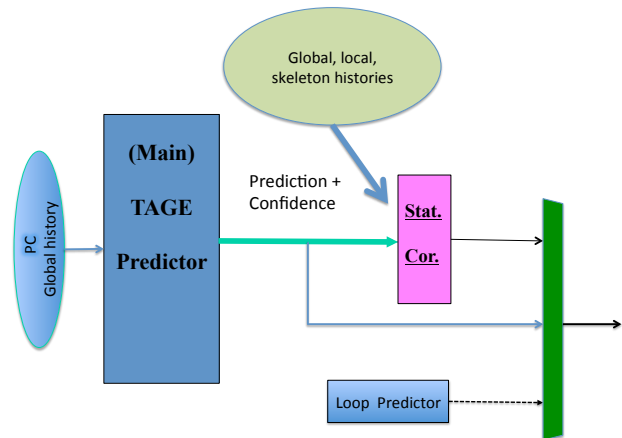 Global, local,
skeleton histories
(Main)
TAGE
Predictor
Prediction +
Confidence
Stat.
Cor.
PC
Global history
Loop Predictor